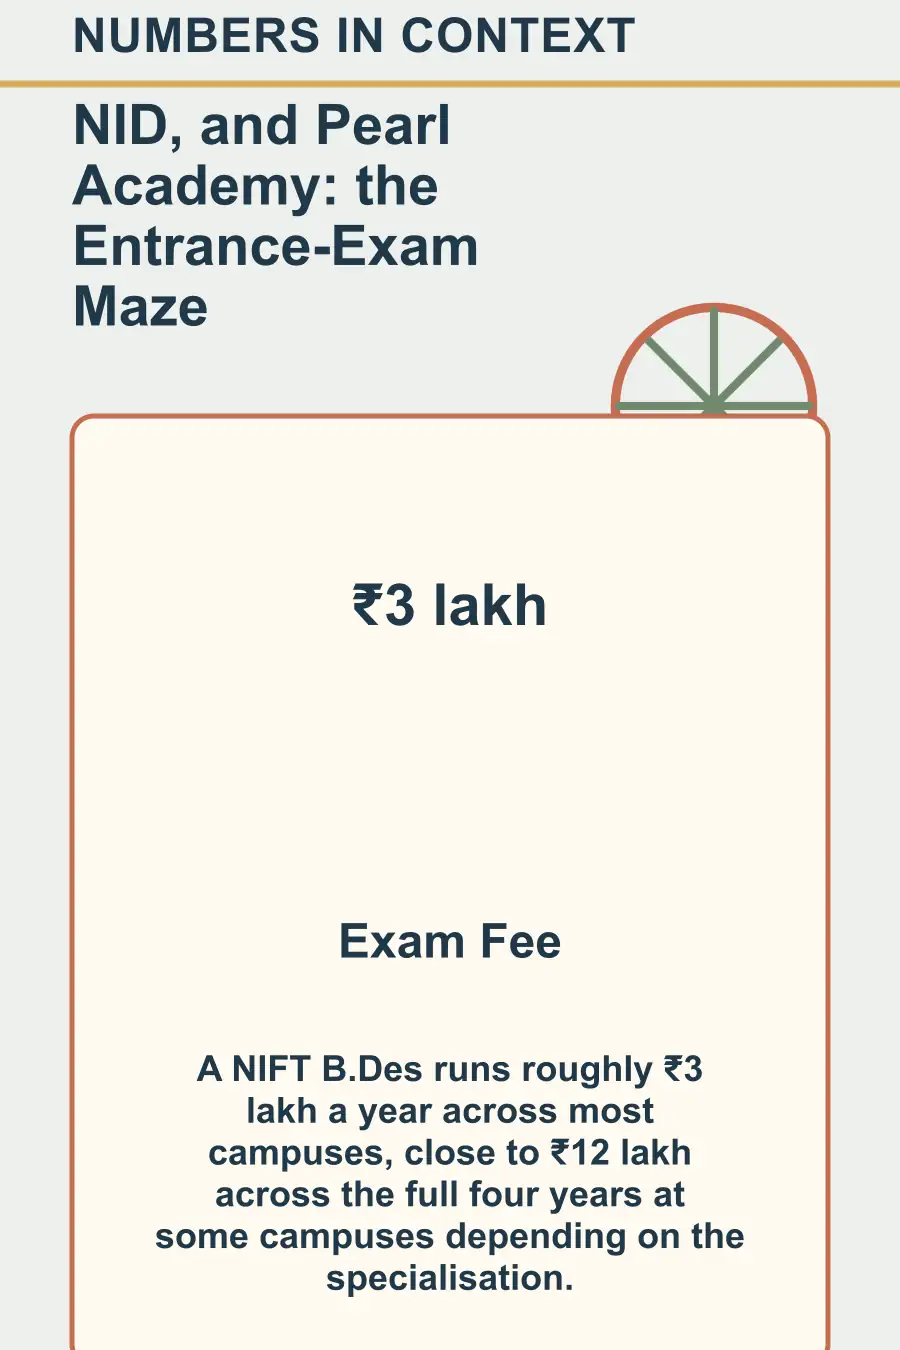 NUMBERS IN CONTEXT
NID, and Pearl
Academy: the
Entrance-Exam
Maze
₹3 lakh
Exam Fee
A NIFT B.Des runs roughly ₹3
lakh a year across most
campuses, close to ₹12 lakh
across the full four years at
some campuses depending on the
specialisation.